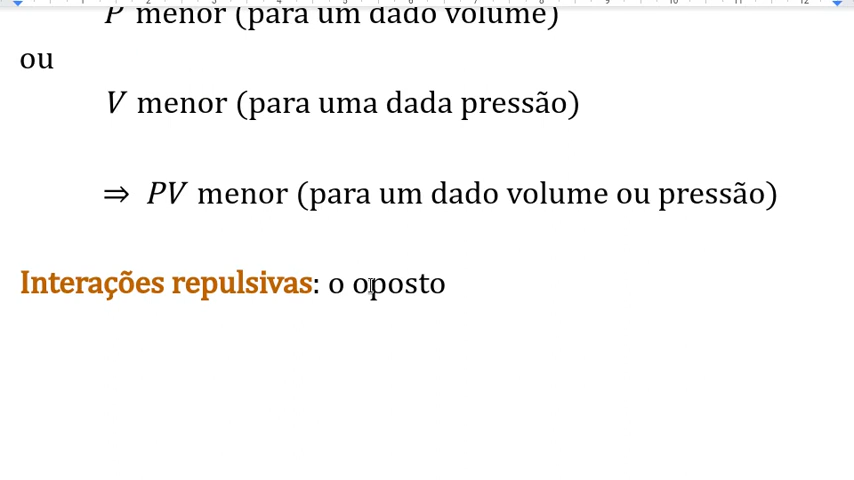 P menor (para um dado volume)
ou
V menor (para uma dada pressão)
⇒ PV menor (para um dado volume ou pressão)
Interações repulsivas: o oposto